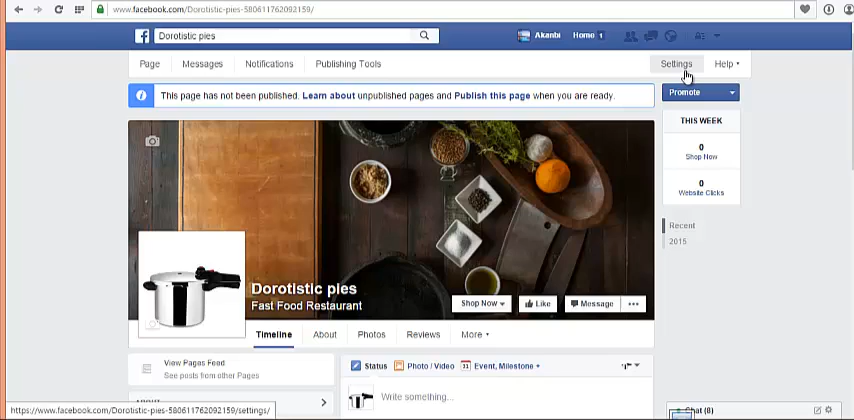 www.facebook.com/Dorotistic-pies-580611762092159/
Dorotistic pies
Akanbi Home 1
Page Messages Notifications Publishing Tools Settings Help
This page has not been published. Learn about unpublished pages and Publish this page when you are ready.
Promote
THIS WEEK
0
Shop Now
0
Website Clicks
Recent
2015
Dorotistic pies
Fast Food Restaurant
Shop Now Like Message •••
Timeline About Photos Reviews More
View Pages Feed
See posts from other Pages
Status Photo / Video 31 Event, Milestone
Write something...
ABOUT
https://www.facebook.com/Dorotistic-pies-580611762092159/settings/
Chat (8)